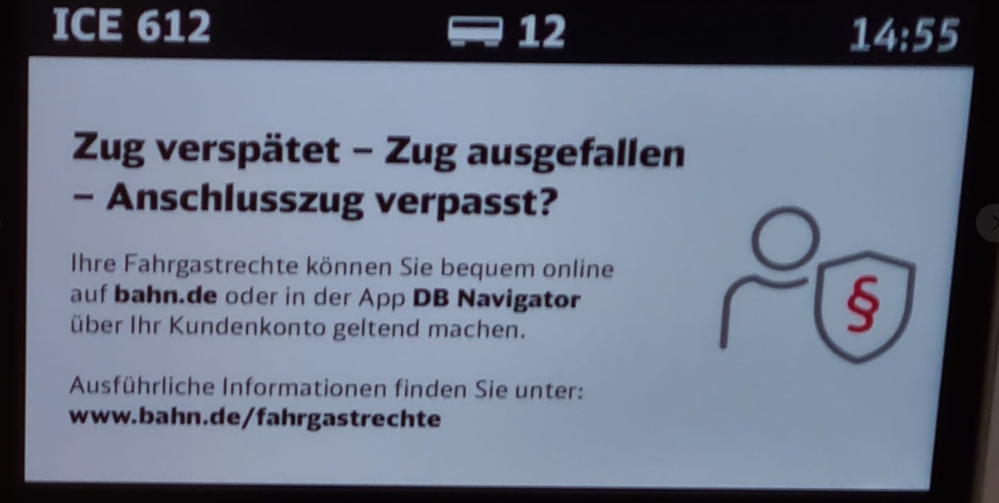 ICE 612 12 14:55
Zug verspätet – Zug ausgefallen
– Anschlusszug verpasst?
Ihre Fahrgastrechte können Sie bequem online
auf bahn.de oder in der App DB Navigator
über Ihr Kundenkonto geltend machen.
§
Ausführliche Informationen finden Sie unter:
www.bahn.de/fahrgastrechte